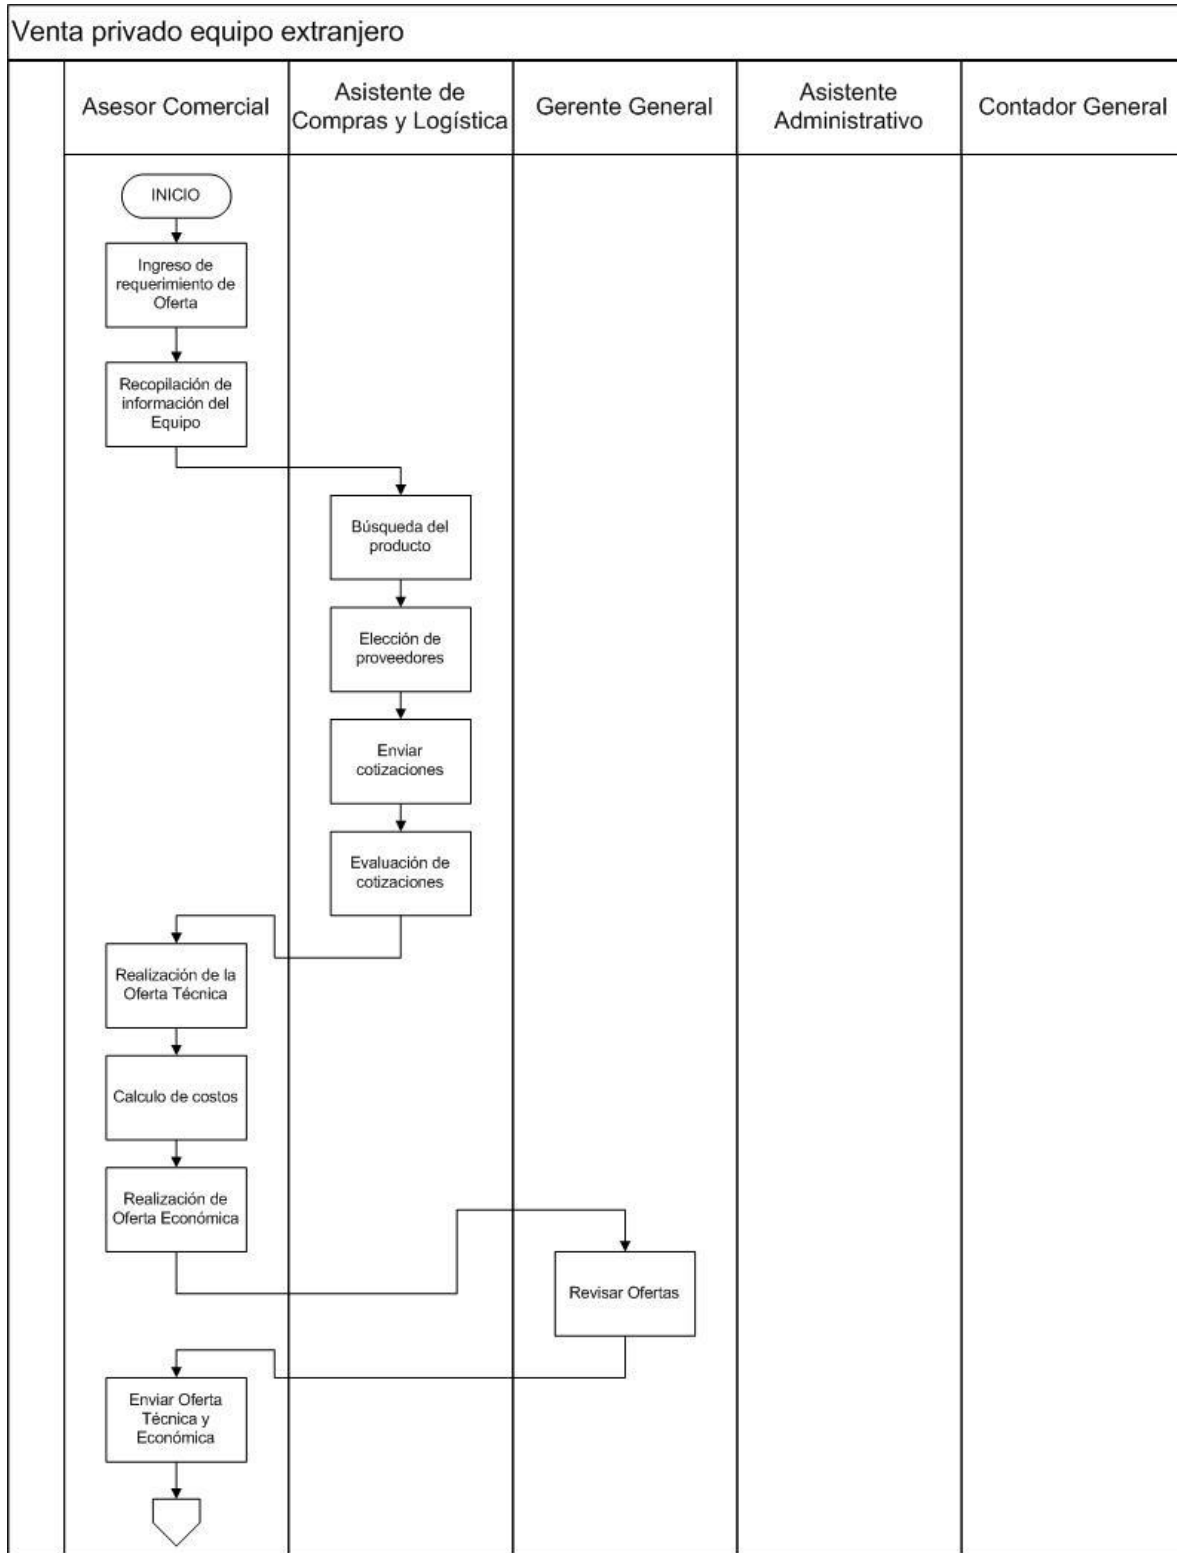 Venta privado equipo extranjero
Asesor Comercial
Asistente de
Compras y Logística
Gerente General
Asistente
Administrativo
Contador General
INICIO
Ingreso de
requerimiento de
Oferta
Recopilación de
información del
Equipo
Búsqueda del
producto
Elección de
proveedores
Enviar
cotizaciones
Evaluación de
cotizaciones
Realización de la
Oferta Técnica
Calculo de costos
Realización de
Oferta Económica
Revisar Ofertas
Enviar Oferta
Técnica y
Económica